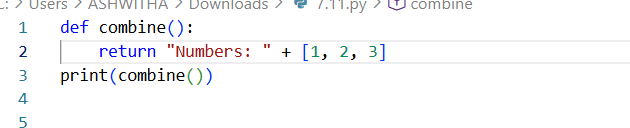 C: > Users > ASHWITHA > Downloads > 7.11.py > combine
1 def combine():
2     return "Numbers: " + [1, 2, 3]
3 print(combine())
4
5